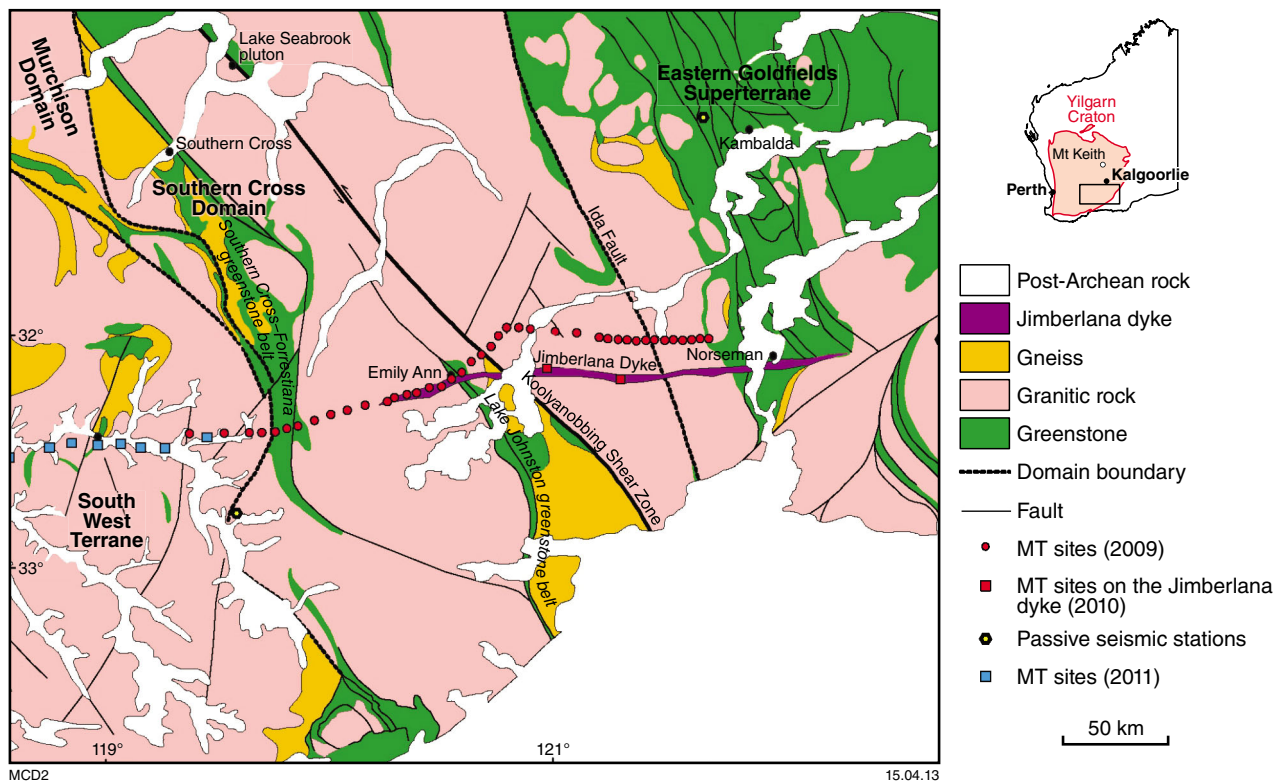 Murchison
Domain
Lake Seabrook
pluton
Southern Cross
Southern Cross
Domain
Eastern Goldfields
Superterrane
Kambalda
Ida Fault
Southern Cross–Forrestiana
greenstone belt
32°
Emily Ann
Jimberlana Dyke
Norseman
Koolyanobbing Shear Zone
Lake Johnston greenstone belt
South
West
Terrane
33°
119°
121°
MCD2
15.04.13
Yilgarn
Craton
Mt Keith
Kalgoorlie
Perth
Post-Archean rock
Jimberlana dyke
Gneiss
Granitic rock
Greenstone
Domain boundary
Fault
MT sites (2009)
MT sites on the Jimberlana
dyke (2010)
Passive seismic stations
MT sites (2011)
50 km